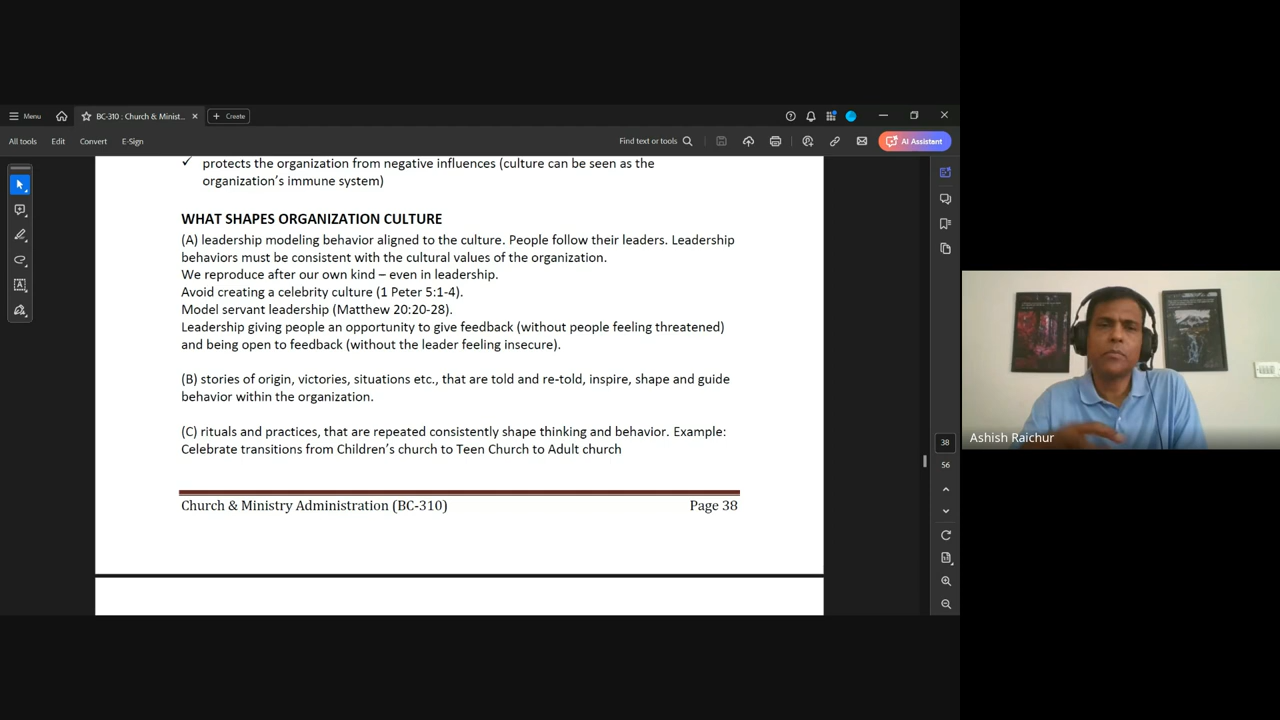 Menu
BC-310 : Church & Minist...
Create
All tools
Edit
Convert
E-Sign
Find text or tools
AI Assistant
protects the organization from negative influences (culture can be seen as the
organization's immune system)
WHAT SHAPES ORGANIZATION CULTURE
(A) leadership modeling behavior aligned to the culture. People follow their leaders. Leadership
behaviors must be consistent with the cultural values of the organization.
We reproduce after our own kind – even in leadership.
Avoid creating a celebrity culture (1 Peter 5:1-4).
Model servant leadership (Matthew 20:20-28).
Leadership giving people an opportunity to give feedback (without people feeling threatened)
and being open to feedback (without the leader feeling insecure).
(B) stories of origin, victories, situations etc., that are told and re-told, inspire, shape and guide
behavior within the organization.
(C) rituals and practices, that are repeated consistently shape thinking and behavior. Example:
Celebrate transitions from Children's church to Teen Church to Adult church
Church & Ministry Administration (BC-310)
Page 38
38
56
Ashish Raichur